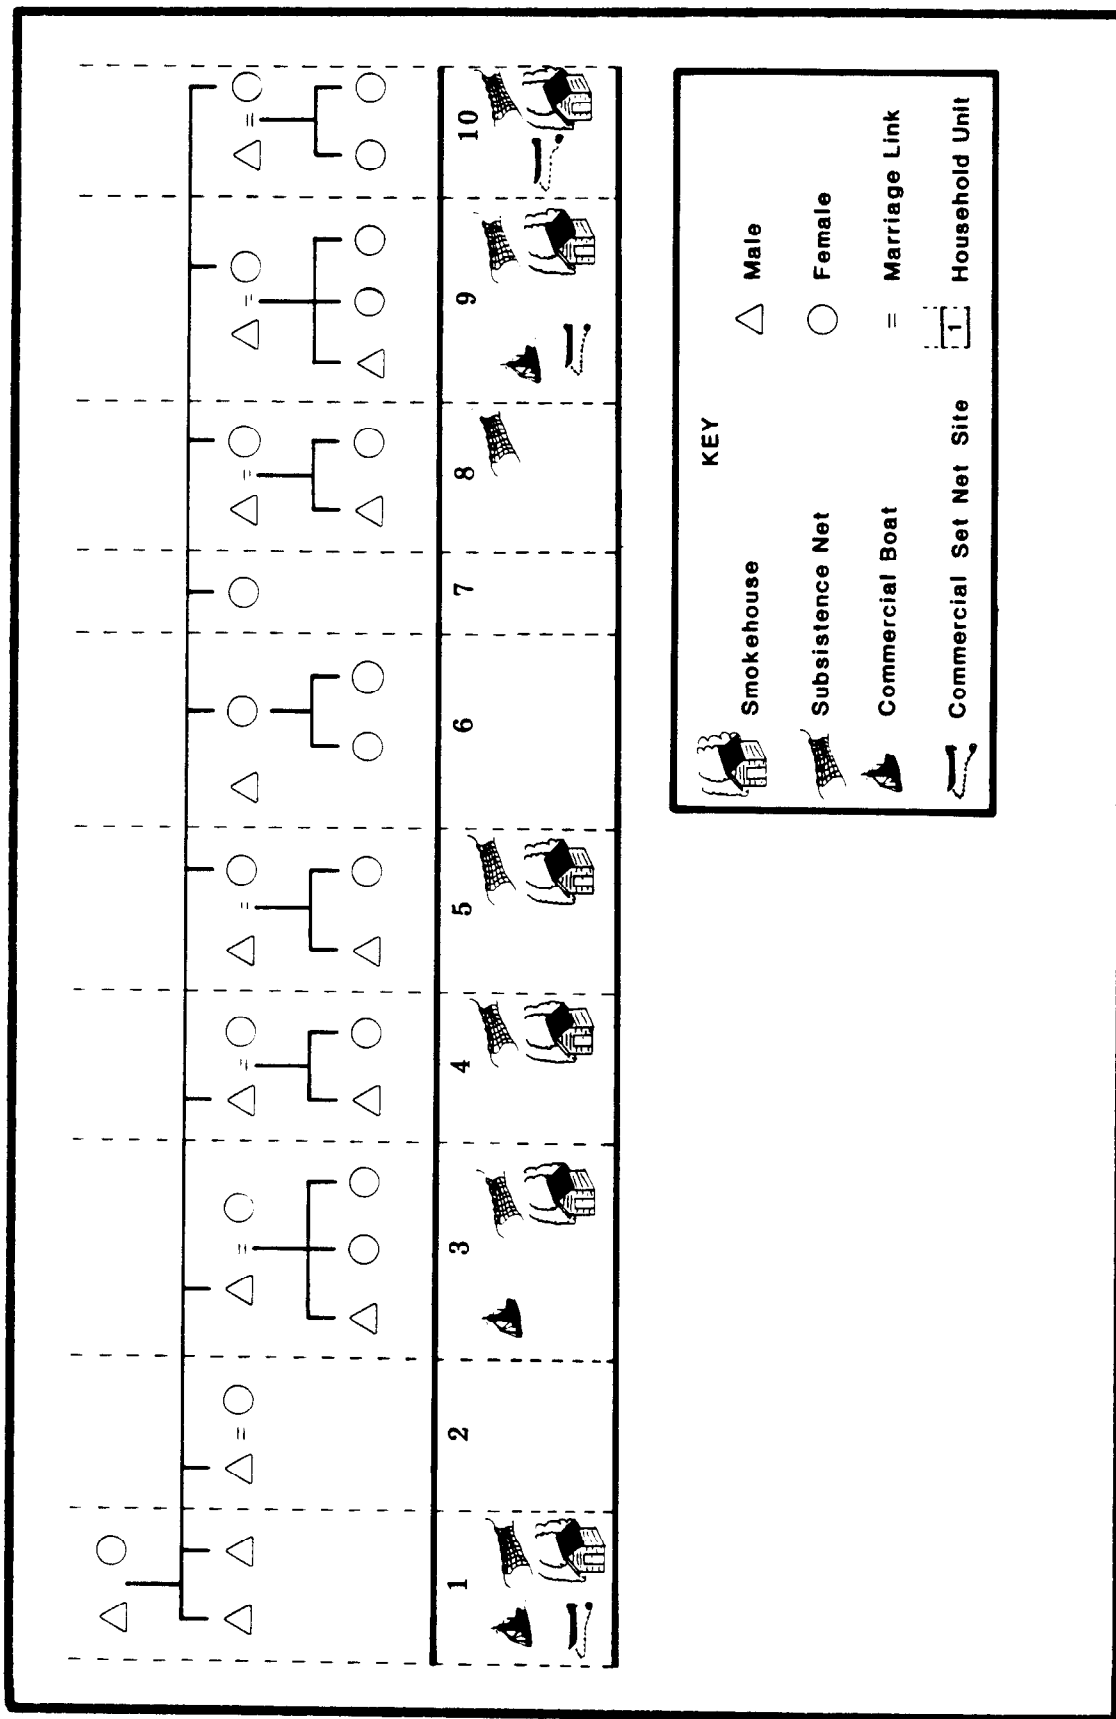 1 2 3 4 5 6 7 8 9 10
KEY
Smokehouse
Male
Subsistence Net
Female
Commercial Boat
= Marriage Link
Commercial Set Net Site
1 Household Unit